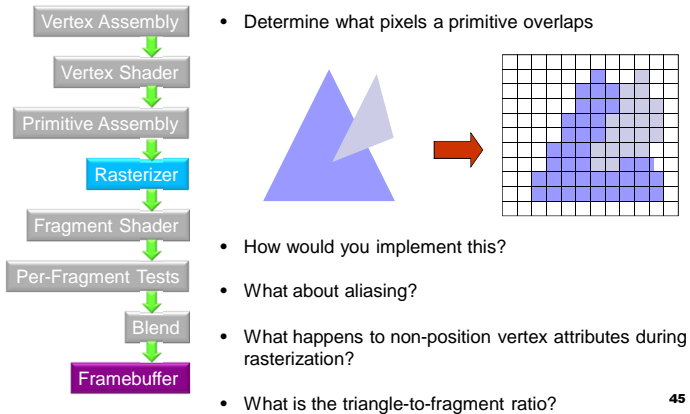 Vertex Assembly
Vertex Shader
Primitive Assembly
Rasterizer
Fragment Shader
Per-Fragment Tests
Blend
Framebuffer
• Determine what pixels a primitive overlaps
• How would you implement this?
• What about aliasing?
• What happens to non-position vertex attributes during
rasterization?
• What is the triangle-to-fragment ratio?
45